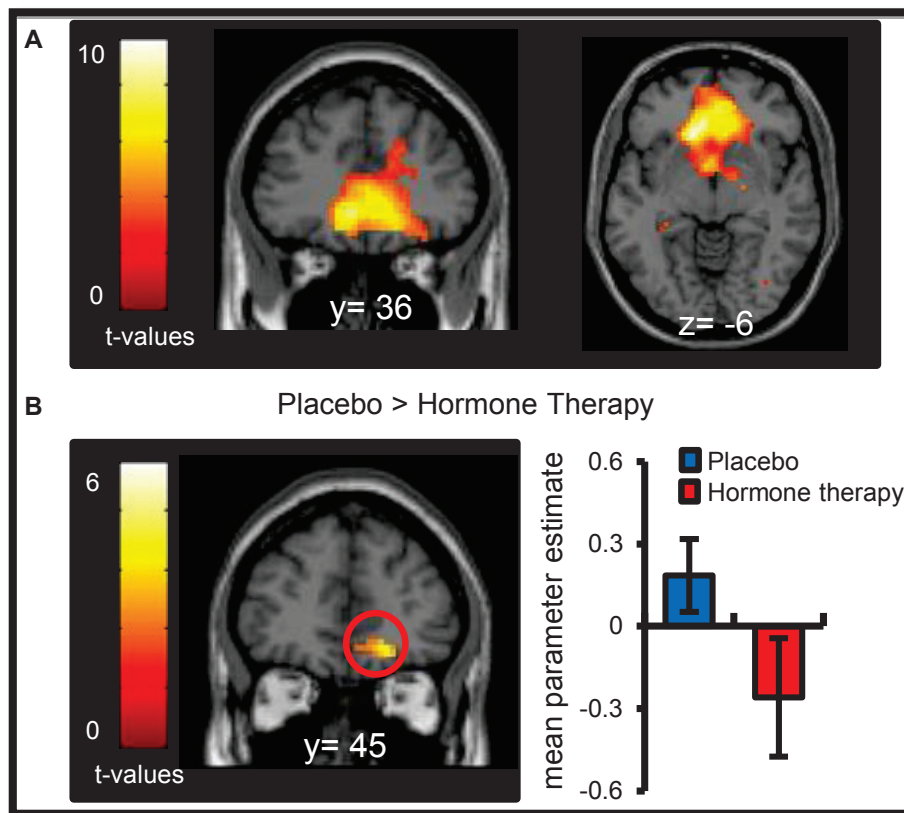 A
10
0
t-values
y= 36
z= -6
B
Placebo > Hormone Therapy
6
0
t-values
y= 45
mean parameter estimate
0.6
0.3
0
-0.3
-0.6
Placebo
Hormone therapy